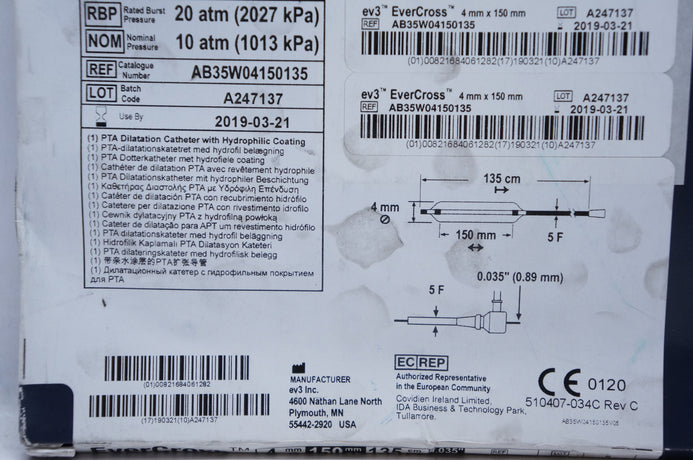 RBP Rated Burst Pressure 20 atm (2027 kPa)
NOM Nominal Pressure 10 atm (1013 kPa)
REF Catalogue Number AB35W04150135
LOT Batch Code A247137
Use By 2019-03-21
(1) PTA Dilatation Catheter with Hydrophilic Coating
(1) PTA-dilatationskatetret med hydrofil belægning
(1) PTA Dotterkatheter met hydrofiele coating
(1) Cathéter de dilatation PTA avec revêtement hydrophile
(1) PTA Dilatationskatheter mit hydrophiler Beschichtung
(1) Καθετήρας Διαστολής PTA με Υδρόφιλη Επένδυση
(1) Catéter de dilatación PTA con recubrimiento hidrófilo
(1) Catetere per dilatazione PTA con rivestimento idrofilo
(1) Cewnik dylatacyjny PTA z hydrofilną powłoką
(1) Cateter de dilatação para APT um revestimento hidrófilo
(1) PTA dilatationskateter med hydrofil beläggning
(1) Hidrofilik Kaplamalı PTA Dilatasyon Kateteri
(1) PTA dilatasjonskateter med hydrofilisk belegg
(1) 带亲水涂层的PTA扩张导管
(1) Дилатационный катетер с гидрофильным покрытием
для PTA
ev3™ EverCross™ 4 mm x 150 mm LOT A247137
REF AB35W04150135 2019-03-21
(01)00821684061282(17)190321(10)A247137
ev3™ EverCross™ 4 mm x 150 mm LOT A247137
REF AB35W04150135 2019-03-21
(01)00821684061282(17)190321(10)A247137
135 cm
4 mm
150 mm
5 F
0.035" (0.89 mm)
5 F
(01)00821684061282
(17)190321(10)A247137
MANUFACTURER
ev3 Inc.
4600 Nathan Lane North
Plymouth, MN
55442-2920 USA
EC REP
Authorized Representative
in the European Community
Covidien Ireland Limited,
IDA Business & Technology Park,
Tullamore.
CE 0120
510407-034C Rev C
AB35W04150135V05
EverCross™ 4 mm 150 mm 135 cm .035"